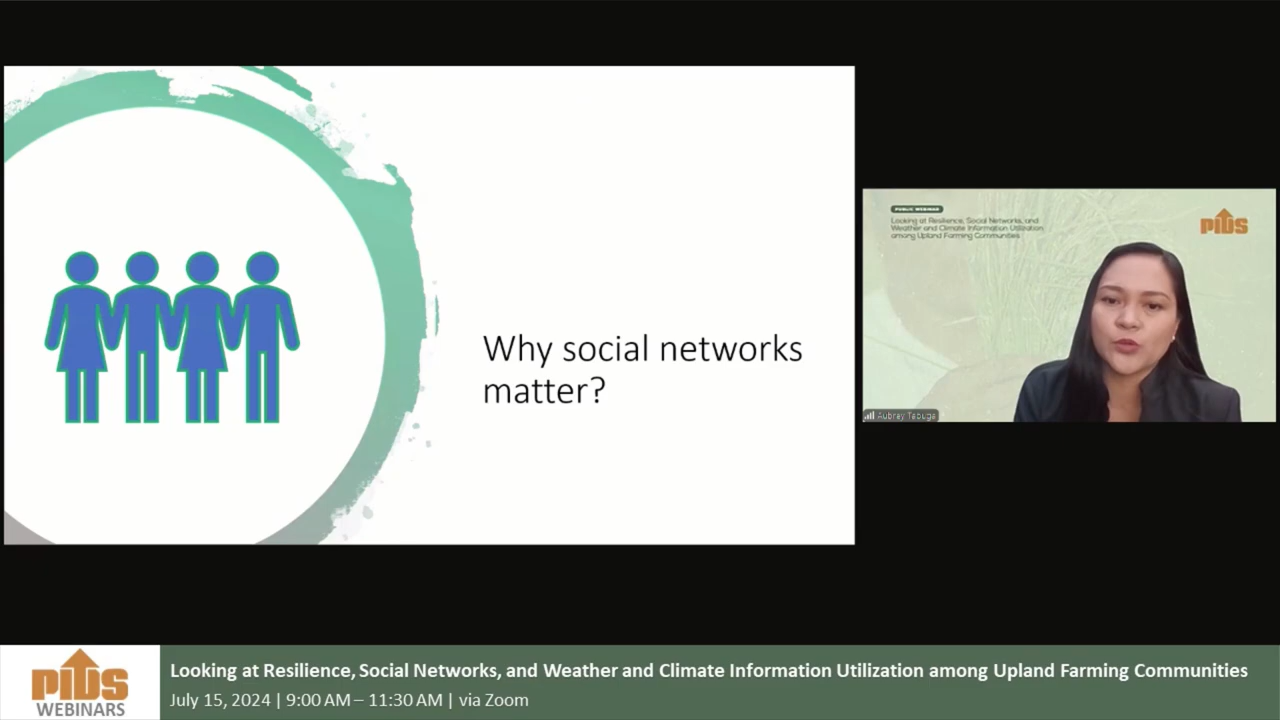 Why social networks
matter?
PUBLIC WEBINAR
Looking at Resilience, Social Networks, and
Weather and Climate Information Utilization
among Upland Farming Communities
PIDS
Aubrey Tabuga
PIDS
WEBINARS
Looking at Resilience, Social Networks, and Weather and Climate Information Utilization among Upland Farming Communities
July 15, 2024 | 9:00 AM – 11:30 AM | via Zoom